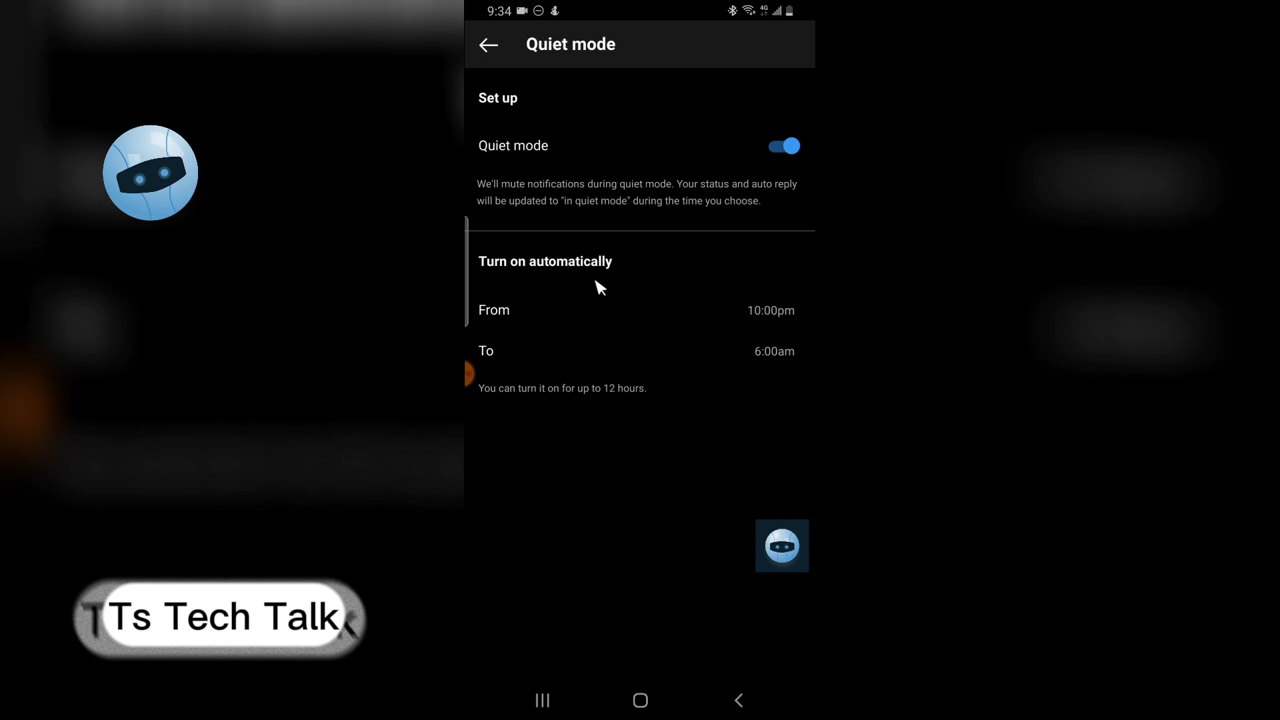 9:34
4G
Quiet mode
Set up
Quiet mode
We'll mute notifications during quiet mode. Your status and auto reply
will be updated to "in quiet mode" during the time you choose.
Turn on automatically
From 10:00pm
To 6:00am
You can turn it on for up to 12 hours.
Ts Tech Talk